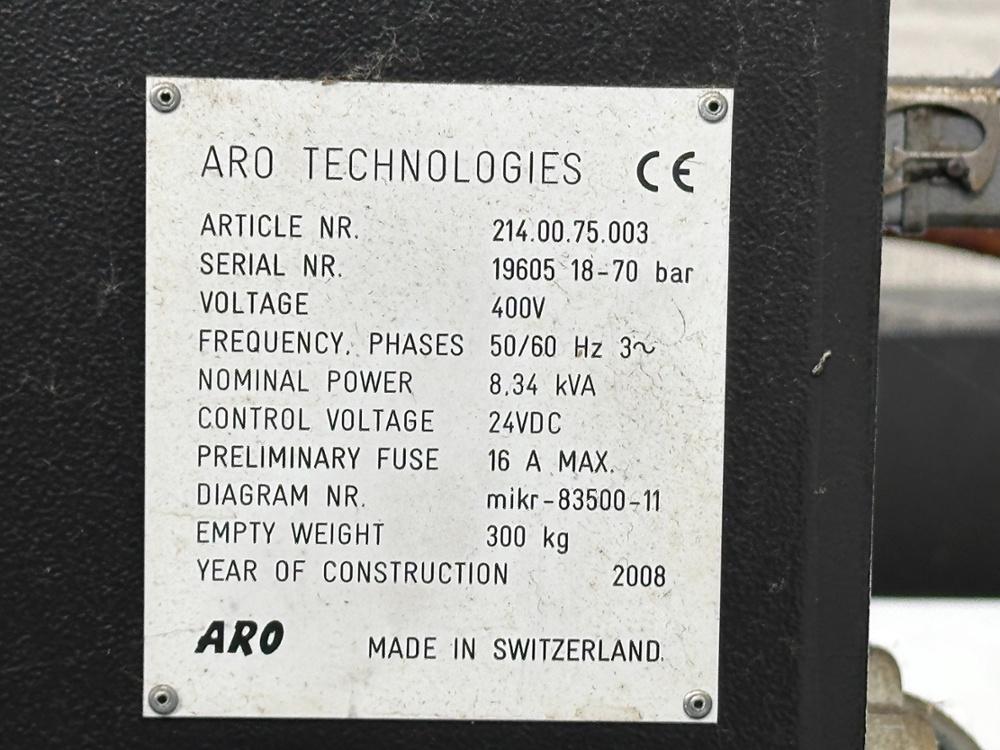 ARO TECHNOLOGIES CE
ARTICLE NR. 214.00.75.003
SERIAL NR. 19605 18-70 bar
VOLTAGE 400V
FREQUENCY. PHASES 50/60 Hz 3~
NOMINAL POWER 8.34 kVA
CONTROL VOLTAGE 24VDC
PRELIMINARY FUSE 16 A MAX.
DIAGRAM NR. mikr-83500-11
EMPTY WEIGHT 300 kg
YEAR OF CONSTRUCTION 2008
ARO MADE IN SWITZERLAND.